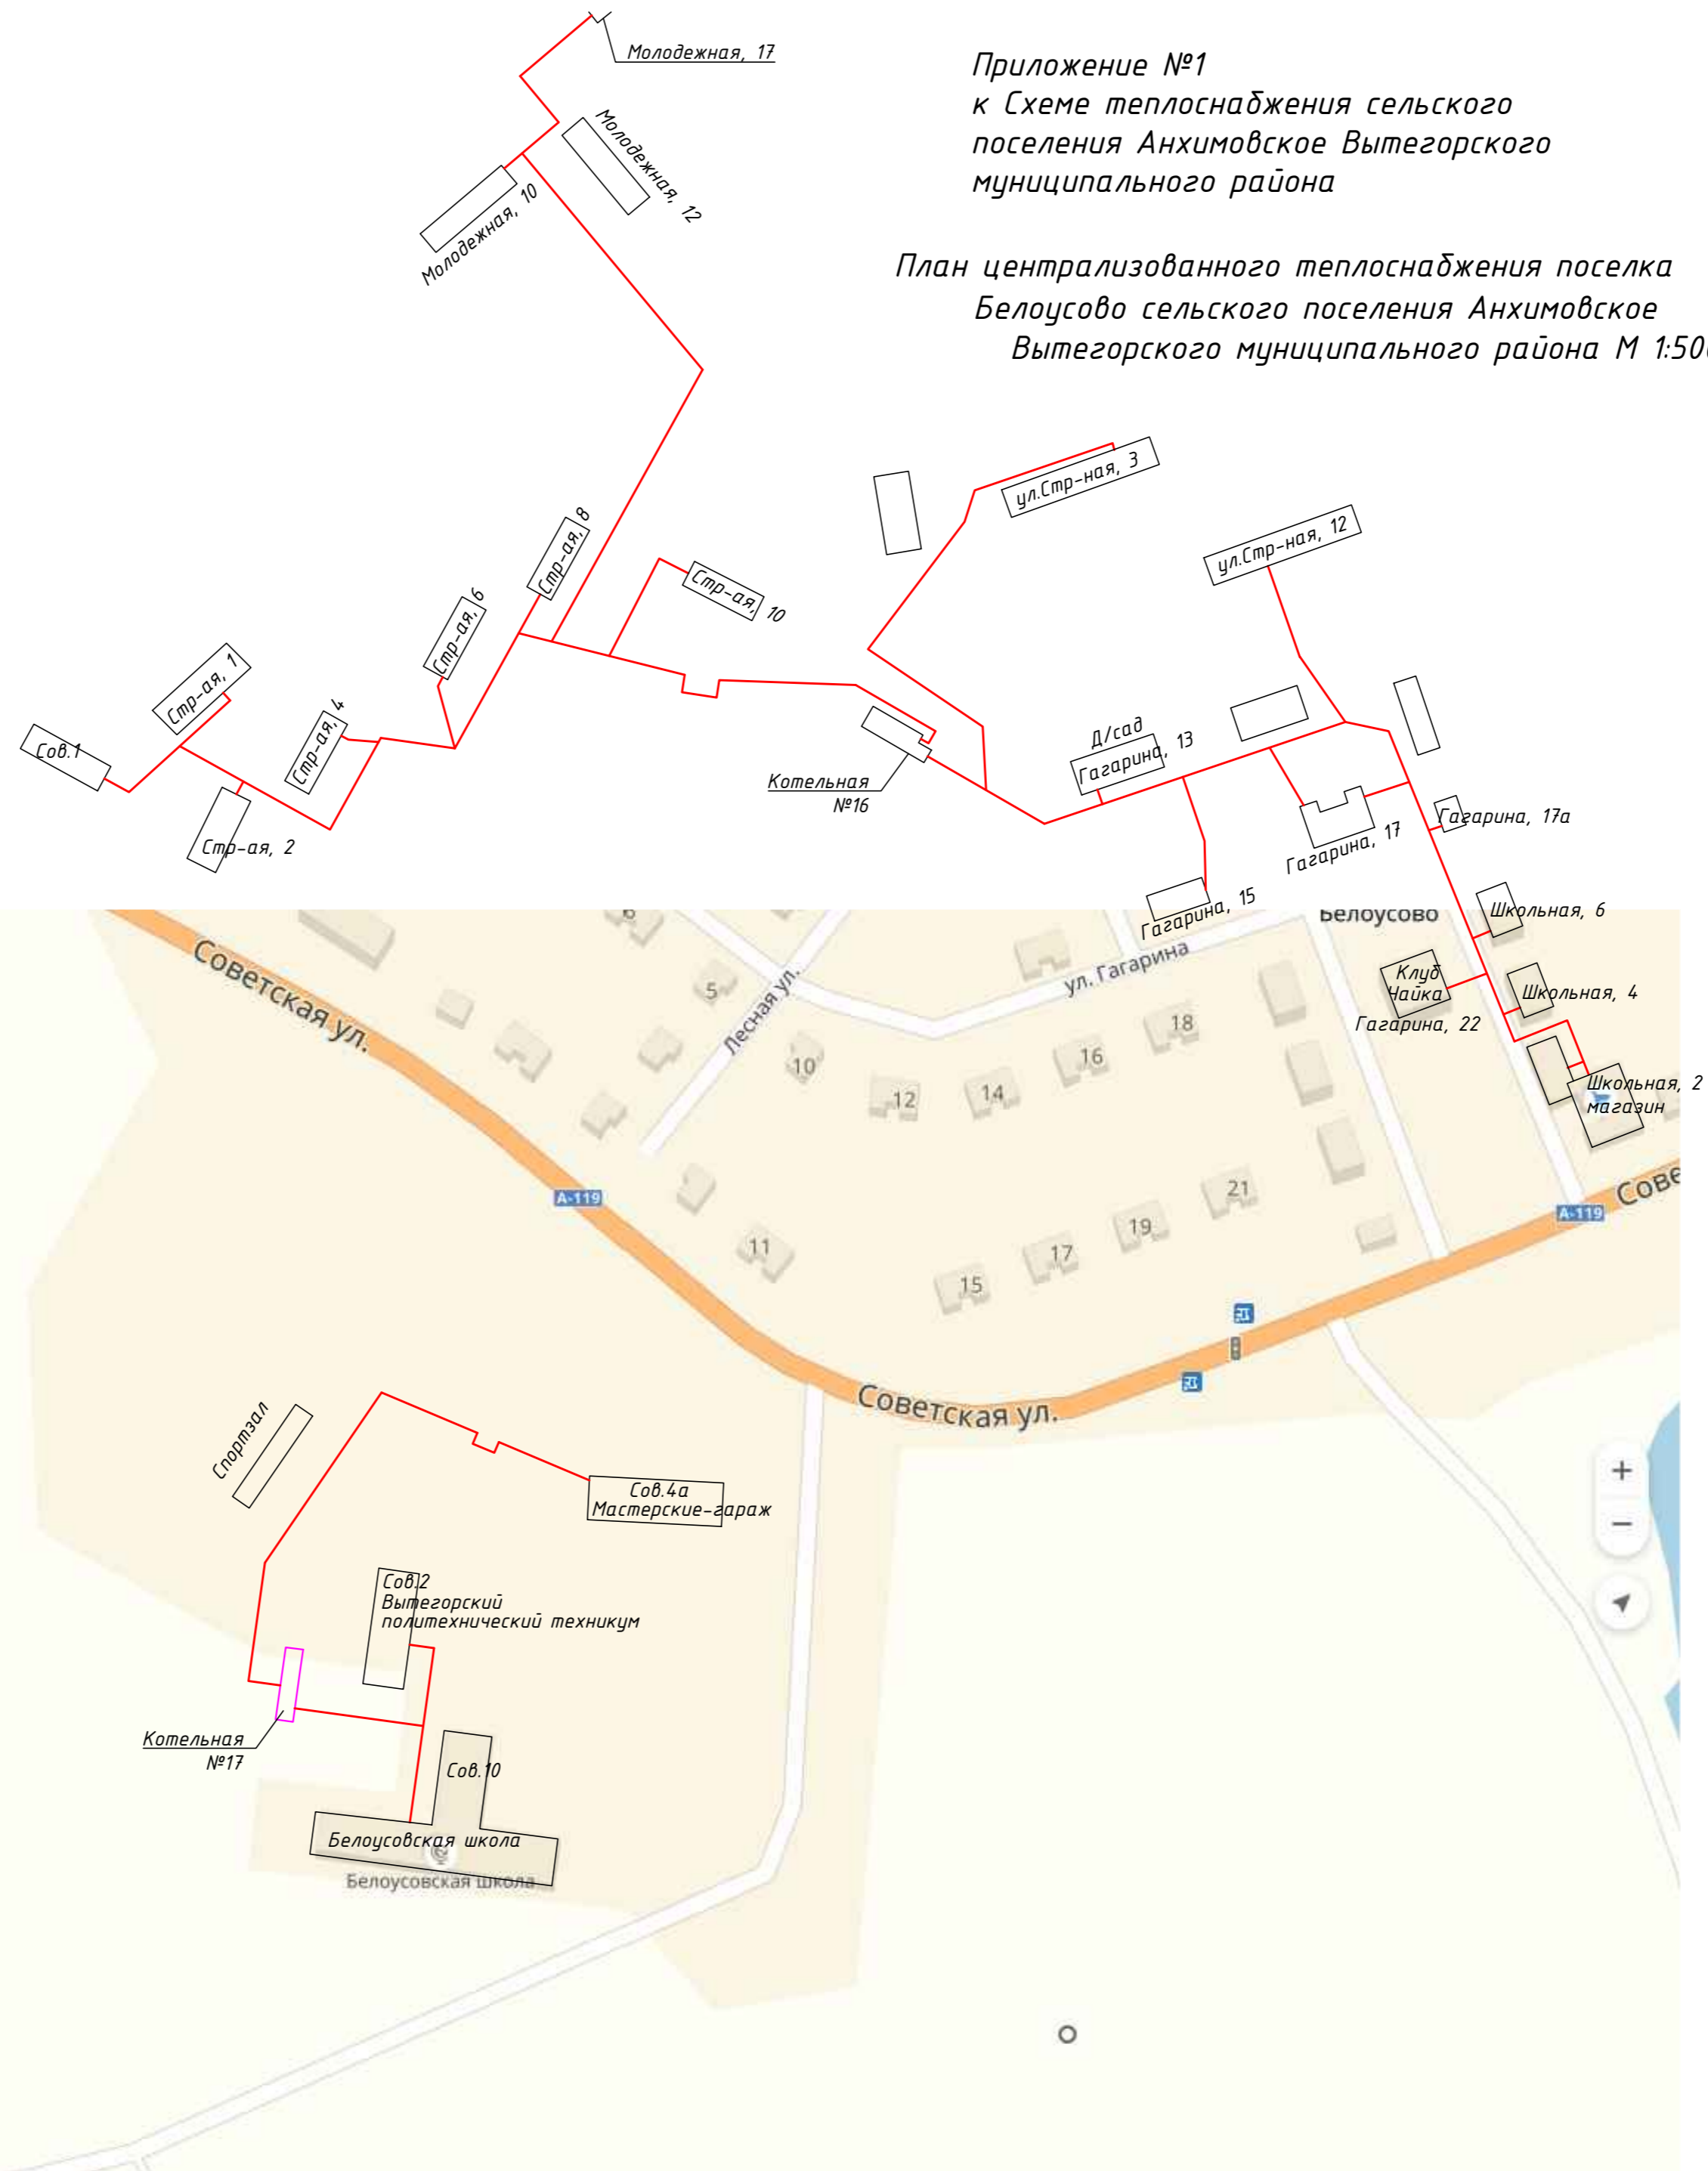 Молодежная, 17
Приложение №1
к Схеме теплоснабжения сельского
поселения Анхимовское Вытегорского
муниципального района
Молодежная, 12
Молодежная, 10
План централизованного теплоснабжения поселка
Белоусово сельского поселения Анхимовское
Вытегорского муниципального района М 1:500
ул.Стр-ная, 3
ул.Стр-ная, 12
Стр-ая, 8
Стр-ая, 10
Стр-ая, 6
Стр-ая, 1
Стр-ая, 4
Сов.1
Стр-ая, 2
Котельная
№16
Д/сад
Гагарина, 13
Гагарина, 17а
Гагарина, 17
Гагарина, 15
Белоусово
Школьная, 6
Советская ул.
5
Лесная ул.
ул. Гагарина
Клуб
Чайка
Школьная, 4
Гагарина, 22
18
16
10
12
14
Школьная, 2
магазин
А-119
21
19
17
15
11
А-119
Сове
Советская ул.
Спортзал
Сов.4а
Мастерские-гараж
Сов.2
Вытегорский
политехнический техникум
Котельная
№17
Сов.10
Белоусовская школа
Белоусовская школа